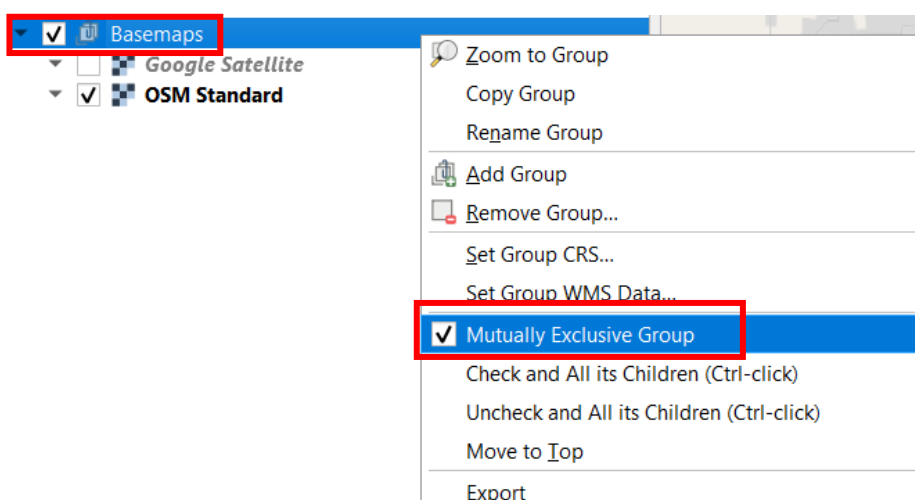 Basemaps
Google Satellite
OSM Standard
Zoom to Group
Copy Group
Rename Group
Add Group
Remove Group...
Set Group CRS...
Set Group WMS Data...
Mutually Exclusive Group
Check and All its Children (Ctrl-click)
Uncheck and All its Children (Ctrl-click)
Move to Top
Export